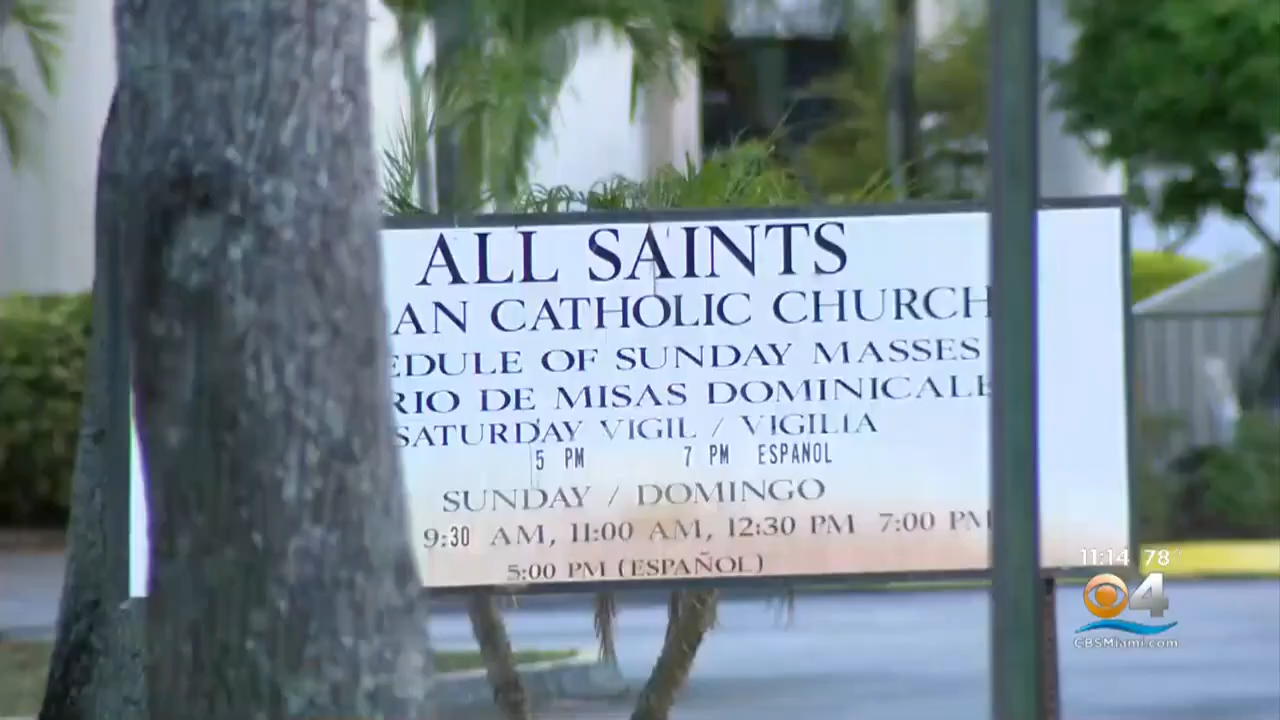 ALL SAINTS
AN CATHOLIC CHURCH
EDULE OF SUNDAY MASSES
RIO DE MISAS DOMINICALE
SATURDAY VIGIL / VIGILIA
5 PM 7 PM ESPANOL
SUNDAY / DOMINGO
9:30 AM, 11:00 AM, 12:30 PM 7:00 PM
5:00 PM (ESPAÑOL)
11:14 78°
4
CBSMiami.com